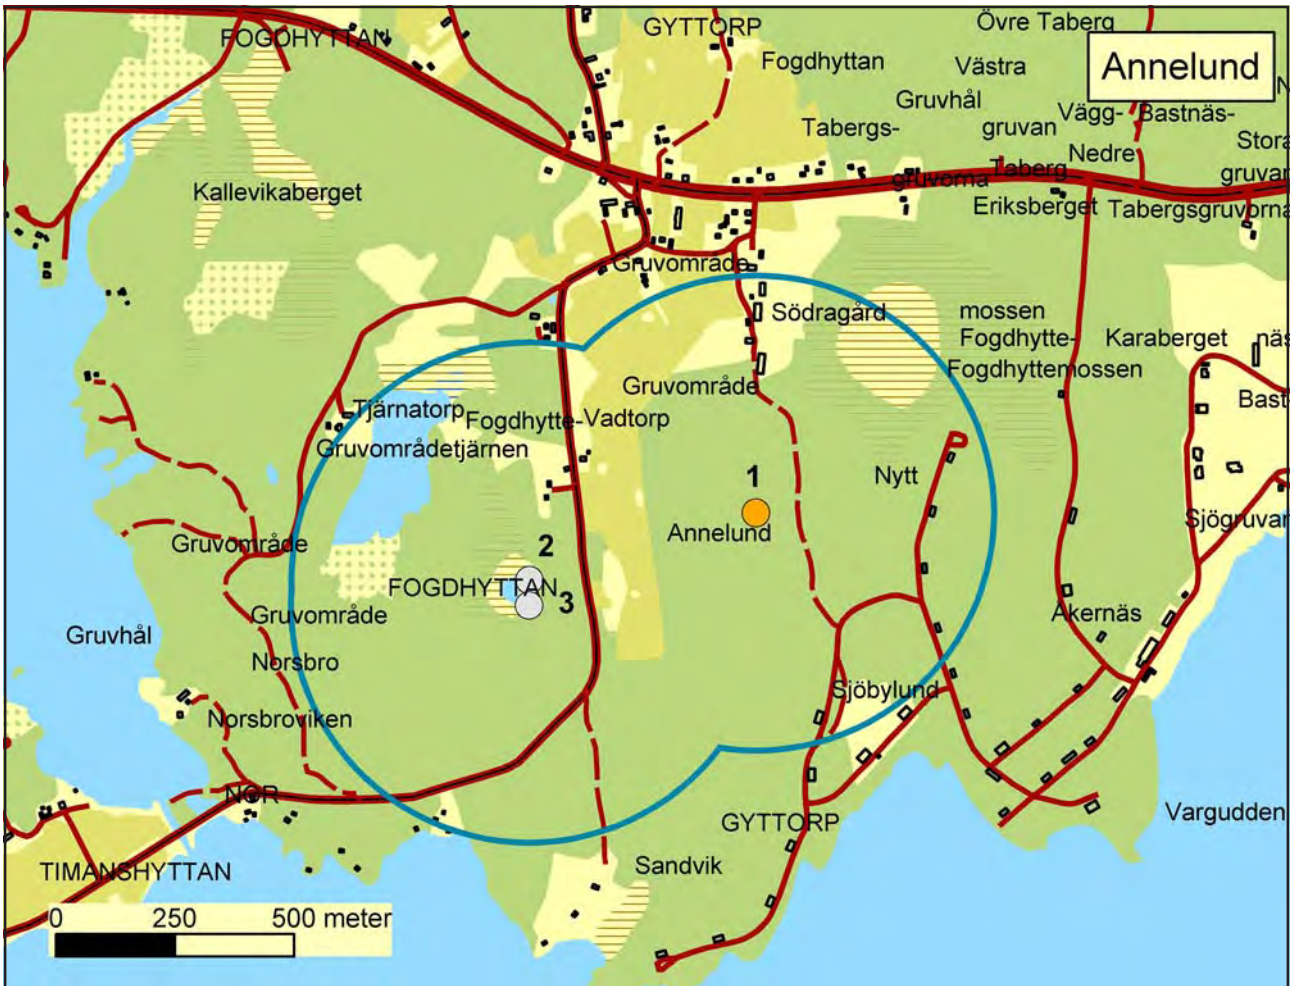 FOGDHYTTAN
GYTTORP
Övre Taberg
Annelund
Fogdhyttan
Västra
N
Gruvhål
Tabergs-
gruvan
Vägg-
Bastnäs-
Nedre
Stora
gruvorna
Taberg
gruvan
Kallevikaberget
Eriksberget
Tabergsgruvorna
Gruvområde
Södragård
mossen
Fogdhytte-
Karaberget
näs
Fogdhyttemossen
Gruvområde
Bast-
Tjärnatorp
Fogdhytte-
Vadtorp
Gruvområdetjärnen
1
Nytt
Annelund
Sjögruvan
Gruvområde
2
FOGDHYTTAN
3
Gruvområde
Åkernäs
Gruvhål
Norsbro
Sjöbylund
Norsbroviken
NOR
GYTTORP
Vargudden
TIMANSHYTTAN
Sandvik
0 250 500 meter